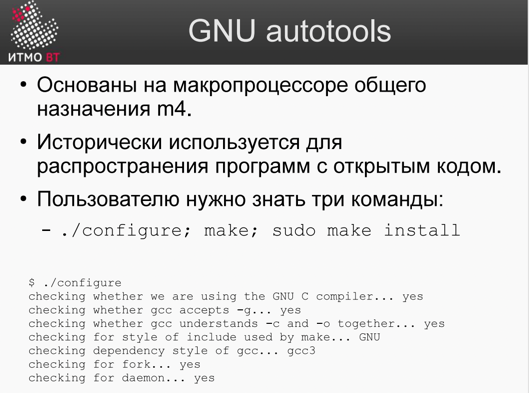 GNU autotools
ИТМО ВТ
• Основаны на макропроцессоре общего
назначения m4.
• Исторически используется для
распространения программ с открытым кодом.
• Пользователю нужно знать три команды:
– ./configure; make; sudo make install
$ ./configure
checking whether we are using the GNU C compiler... yes
checking whether gcc accepts -g... yes
checking whether gcc understands -c and -o together... yes
checking for style of include used by make... GNU
checking dependency style of gcc... gcc3
checking for fork... yes
checking for daemon... yes